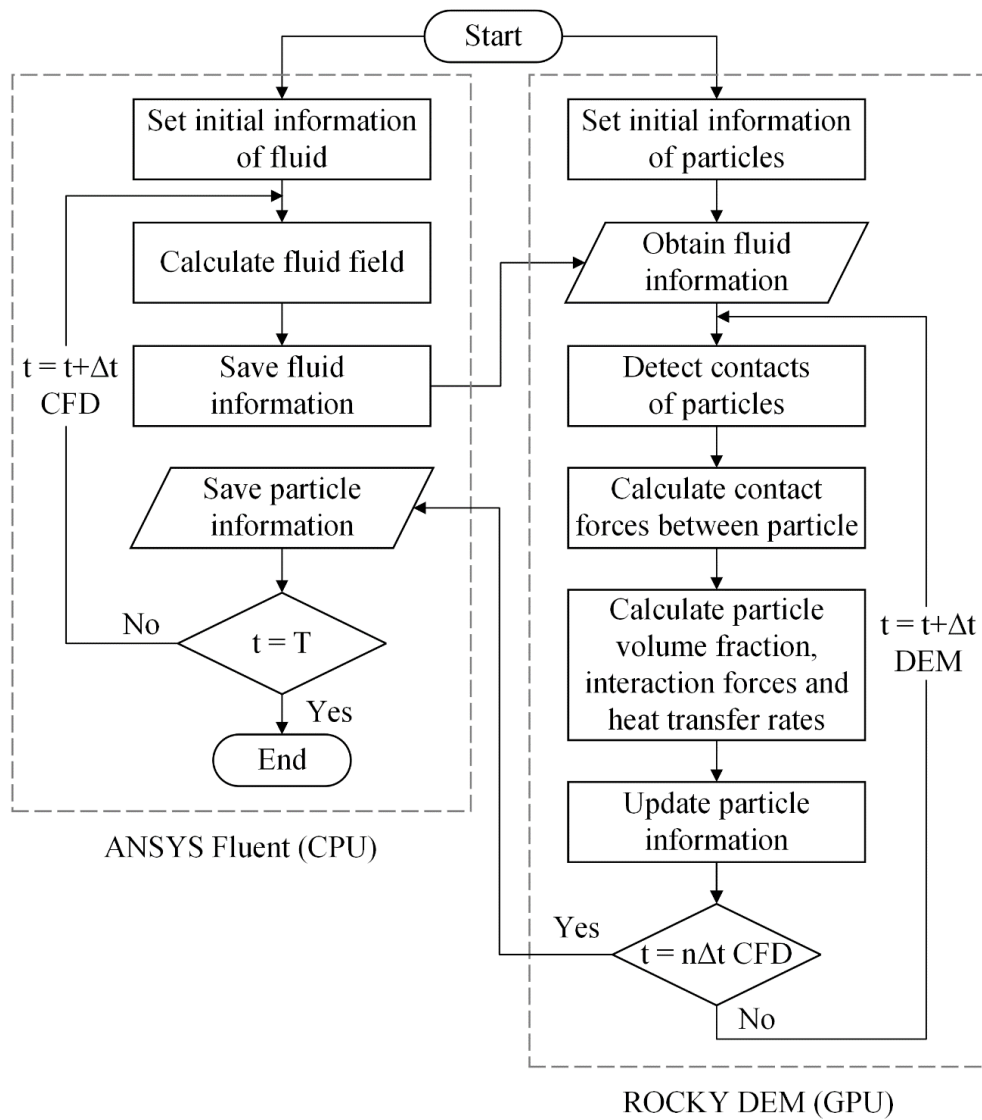 Start
Set initial information
of fluid
Calculate fluid field
Save fluid
information
t = t+Δt
CFD
Save particle
information
No
t = T
Yes
End
ANSYS Fluent (CPU)
Set initial information
of particles
Obtain fluid
information
Detect contacts
of particles
Calculate contact
forces between particle
Calculate particle
volume fraction,
interaction forces and
heat transfer rates
t = t+Δt
DEM
Update particle
information
Yes
t = nΔt CFD
No
ROCKY DEM (GPU)